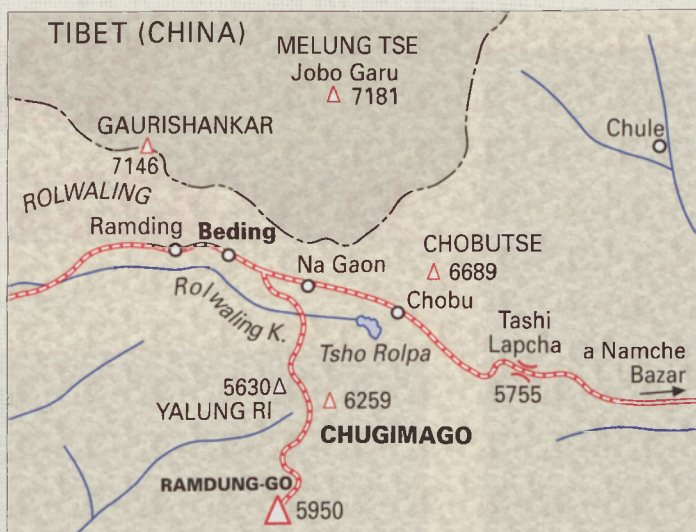 TIBET (CHINA)
MELUNG TSE
Jobo Garu
7181
GAURISHANKAR
7146
Chule
ROLWALING
Ramding
Beding
CHOBUTSE
6689
Na Gaon
Chobu
Rolwaling K.
Tsho Rolpa
Tashi
Lapcha
5755
a Namche
Bazar
5630
YALUNG RI
6259
CHUGIMAGO
RAMDUNG-GO
5950